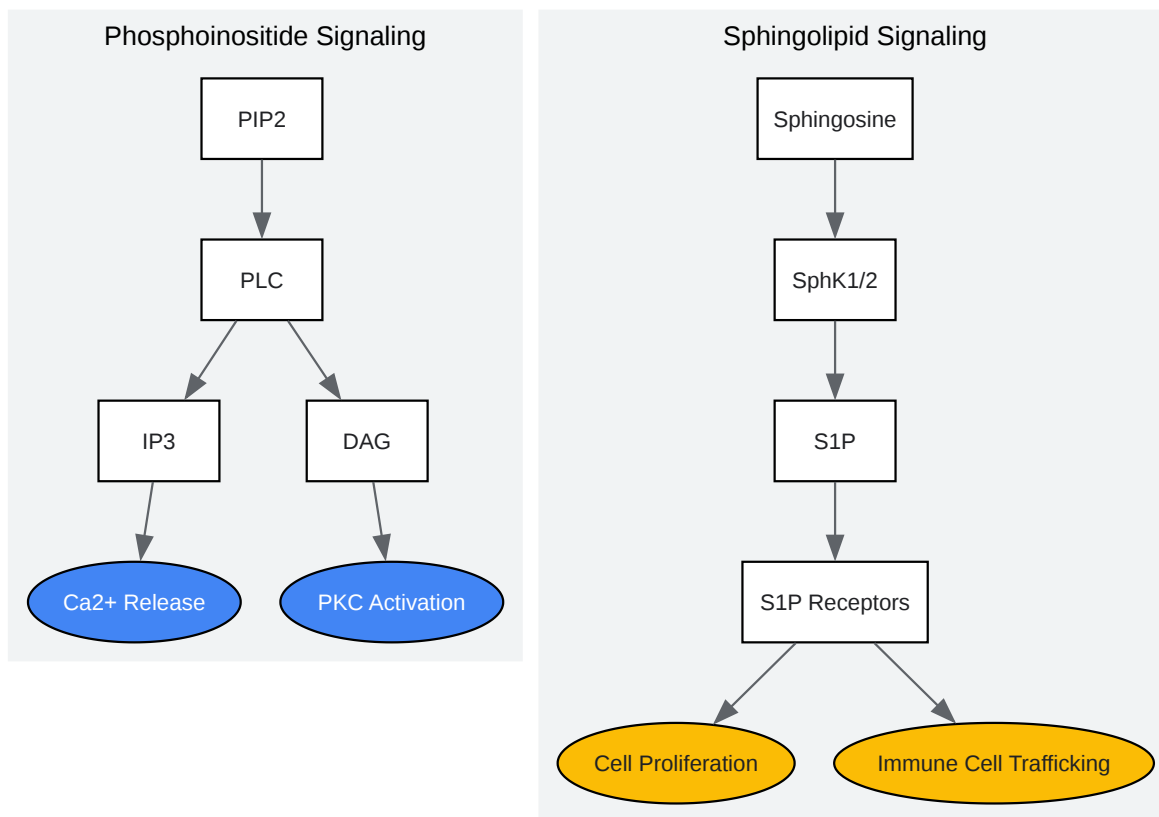 Phosphoinositide Signaling
PIP2
PLC
IP3
DAG
Ca2+ Release
PKC Activation
Sphingolipid Signaling
Sphingosine
SphK1/2
S1P
S1P Receptors
Cell Proliferation
Immune Cell Trafficking